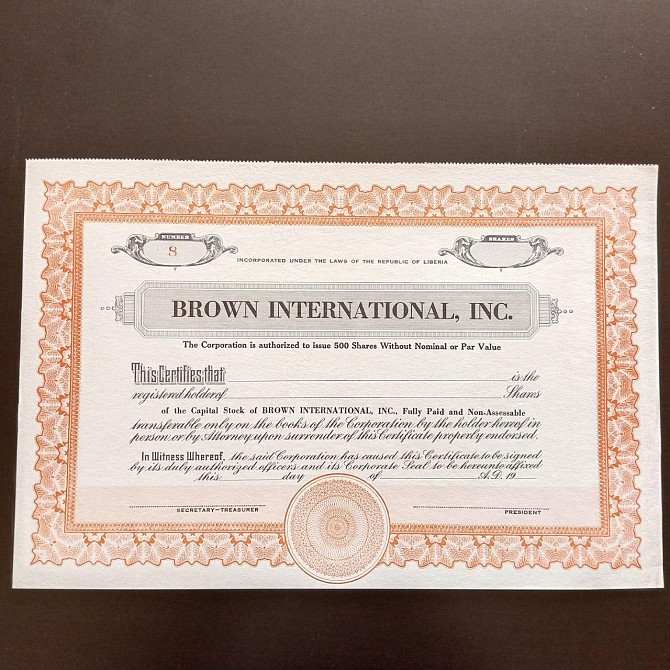 NUMBER
8
SHARES
INCORPORATED UNDER THE LAWS OF THE REPUBLIC OF LIBERIA
BROWN INTERNATIONAL, INC.
The Corporation is authorized to issue 500 Shares Without Nominal or Par Value
This Certifies that is the
registered holder of Shares
of the Capital Stock of BROWN INTERNATIONAL, INC., Fully Paid and Non-Assessable
transferable only on the books of the Corporation by the holder hereof in
person or by Attorney upon surrender of this Certificate properly endorsed.
In Witness Whereof, the said Corporation has caused this Certificate to be signed
by its duly authorized officers and its Corporate Seal to be hereunto affixed
this day of A.D. 19
SECRETARY-TREASURER
PRESIDENT